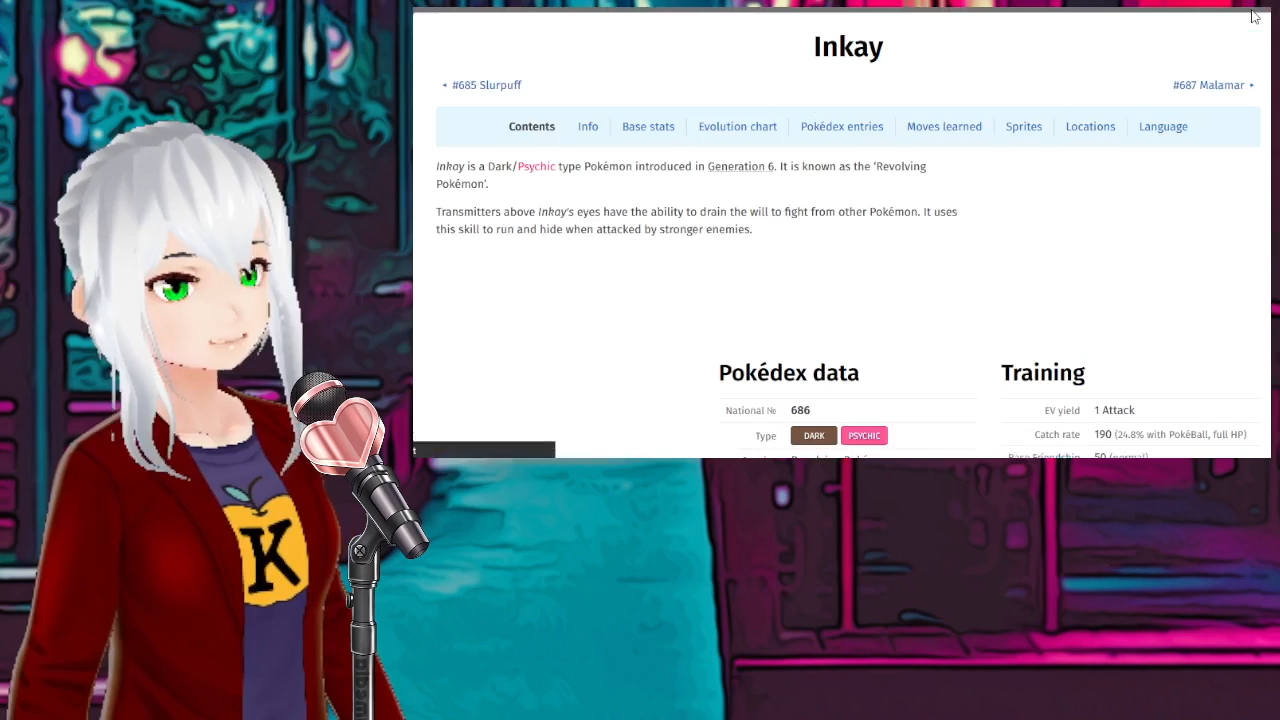 Inkay
#685 Slurpuff
#687 Malamar
Contents Info Base stats Evolution chart Pokédex entries Moves learned Sprites Locations Language
Inkay is a Dark/Psychic type Pokémon introduced in Generation 6. It is known as the ‘Revolving
Pokémon’.
Transmitters above Inkay's eyes have the ability to drain the will to fight from other Pokémon. It uses
this skill to run and hide when attacked by stronger enemies.
Pokédex data
National № 686
Type DARK PSYCHIC
Training
EV yield 1 Attack
Catch rate 190 (24.8% with PokéBall, full HP)
50 (normal)
K